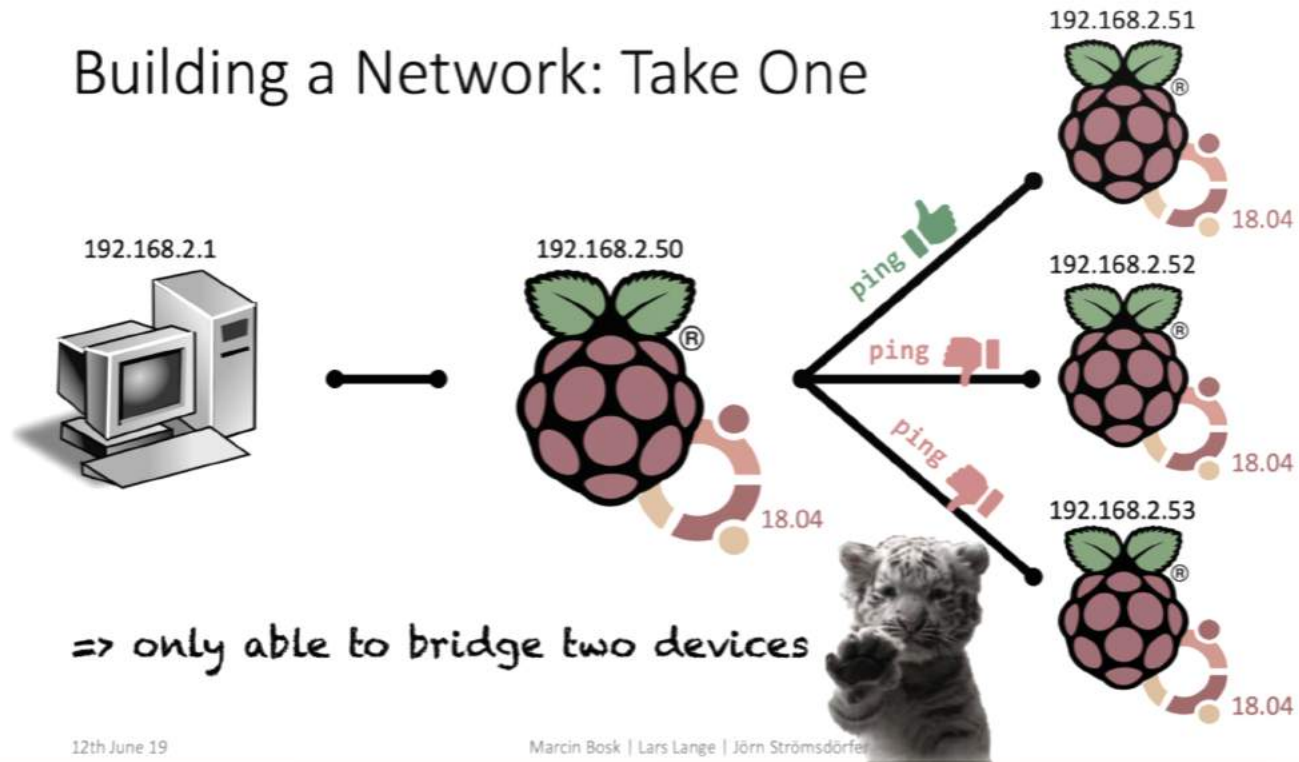 Building a Network: Take One
192.168.2.51
®
18.04
192.168.2.1
192.168.2.50
®
18.04
ping
ping
ping
192.168.2.52
®
18.04
192.168.2.53
®
18.04
=> only able to bridge two devices
12th June 19
Marcin Bosk | Lars Lange | Jörn Strömsdörfer